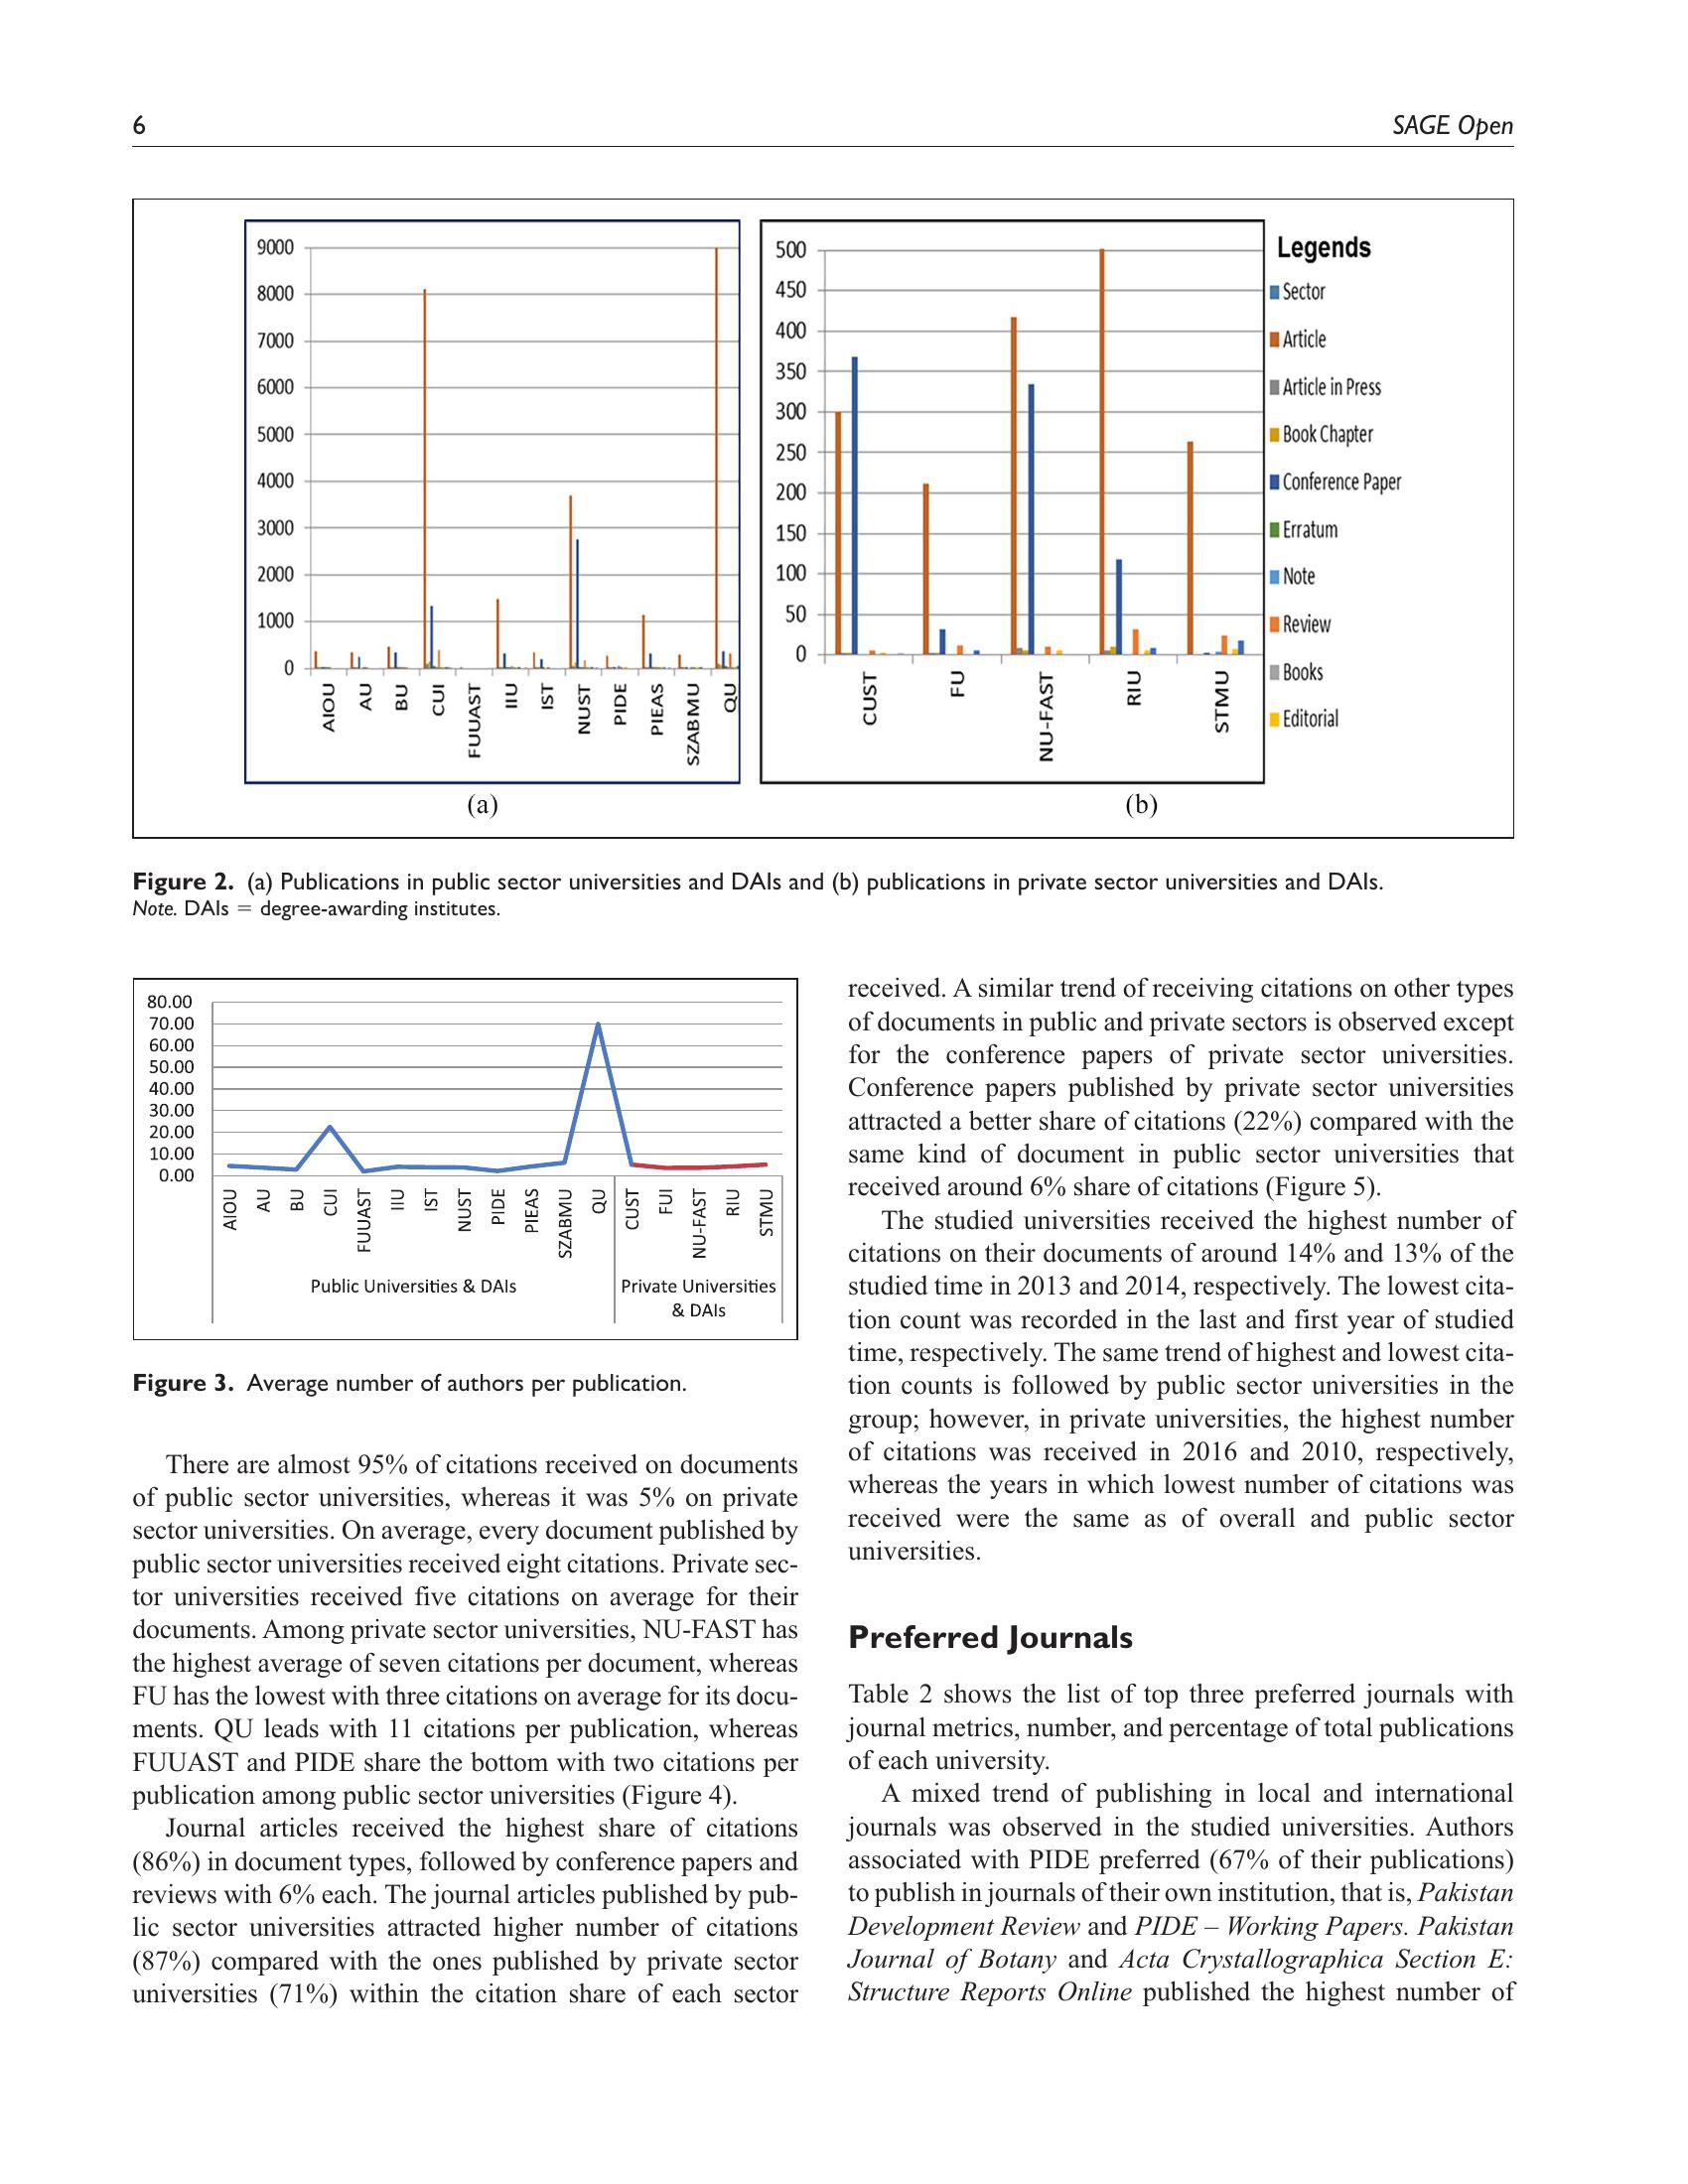 6
SAGE Open
9000
8000
7000
6000
5000
4000
3000
2000
1000
0
AIOU
AU
BU
CUI
FUUAST
IIU
IST
NUST
PIDE
PIEAS
SZABMU
QU
(a)
500
450
400
350
300
250
200
150
100
50
0
CUST
FU
NU-FAST
RIU
STMU
(b)
Legends
Sector
Article
Article in Press
Book Chapter
Conference Paper
Erratum
Note
Review
Books
Editorial
Figure 2. (a) Publications in public sector universities and DAIs and (b) publications in private sector universities and DAIs.
Note. DAIs = degree-awarding institutes.
80.00
70.00
60.00
50.00
40.00
30.00
20.00
10.00
0.00
AIOU
AU
BU
CUI
FUUAST
IIU
IST
NUST
PIDE
PIEAS
SZABMU
QU
CUST
FUI
NU-FAST
RIU
STMU
Public Universities & DAIs
Private Universities
& DAIs
Figure 3. Average number of authors per publication.
There are almost 95% of citations received on documents
of public sector universities, whereas it was 5% on private
sector universities. On average, every document published by
public sector universities received eight citations. Private sec-
tor universities received five citations on average for their
documents. Among private sector universities, NU-FAST has
the highest average of seven citations per document, whereas
FU has the lowest with three citations on average for its docu-
ments. QU leads with 11 citations per publication, whereas
FUUAST and PIDE share the bottom with two citations per
publication among public sector universities (Figure 4).
Journal articles received the highest share of citations
(86%) in document types, followed by conference papers and
reviews with 6% each. The journal articles published by pub-
lic sector universities attracted higher number of citations
(87%) compared with the ones published by private sector
universities (71%) within the citation share of each sector
received. A similar trend of receiving citations on other types
of documents in public and private sectors is observed except
for the conference papers of private sector universities.
Conference papers published by private sector universities
attracted a better share of citations (22%) compared with the
same kind of document in public sector universities that
received around 6% share of citations (Figure 5).
The studied universities received the highest number of
citations on their documents of around 14% and 13% of the
studied time in 2013 and 2014, respectively. The lowest cita-
tion count was recorded in the last and first year of studied
time, respectively. The same trend of highest and lowest cita-
tion counts is followed by public sector universities in the
group; however, in private universities, the highest number
of citations was received in 2016 and 2010, respectively,
whereas the years in which lowest number of citations was
received were the same as of overall and public sector
universities.
Preferred Journals
Table 2 shows the list of top three preferred journals with
journal metrics, number, and percentage of total publications
of each university.
A mixed trend of publishing in local and international
journals was observed in the studied universities. Authors
associated with PIDE preferred (67% of their publications)
to publish in journals of their own institution, that is, Pakistan
Development Review and PIDE – Working Papers. Pakistan
Journal of Botany and Acta Crystallographica Section E:
Structure Reports Online published the highest number of